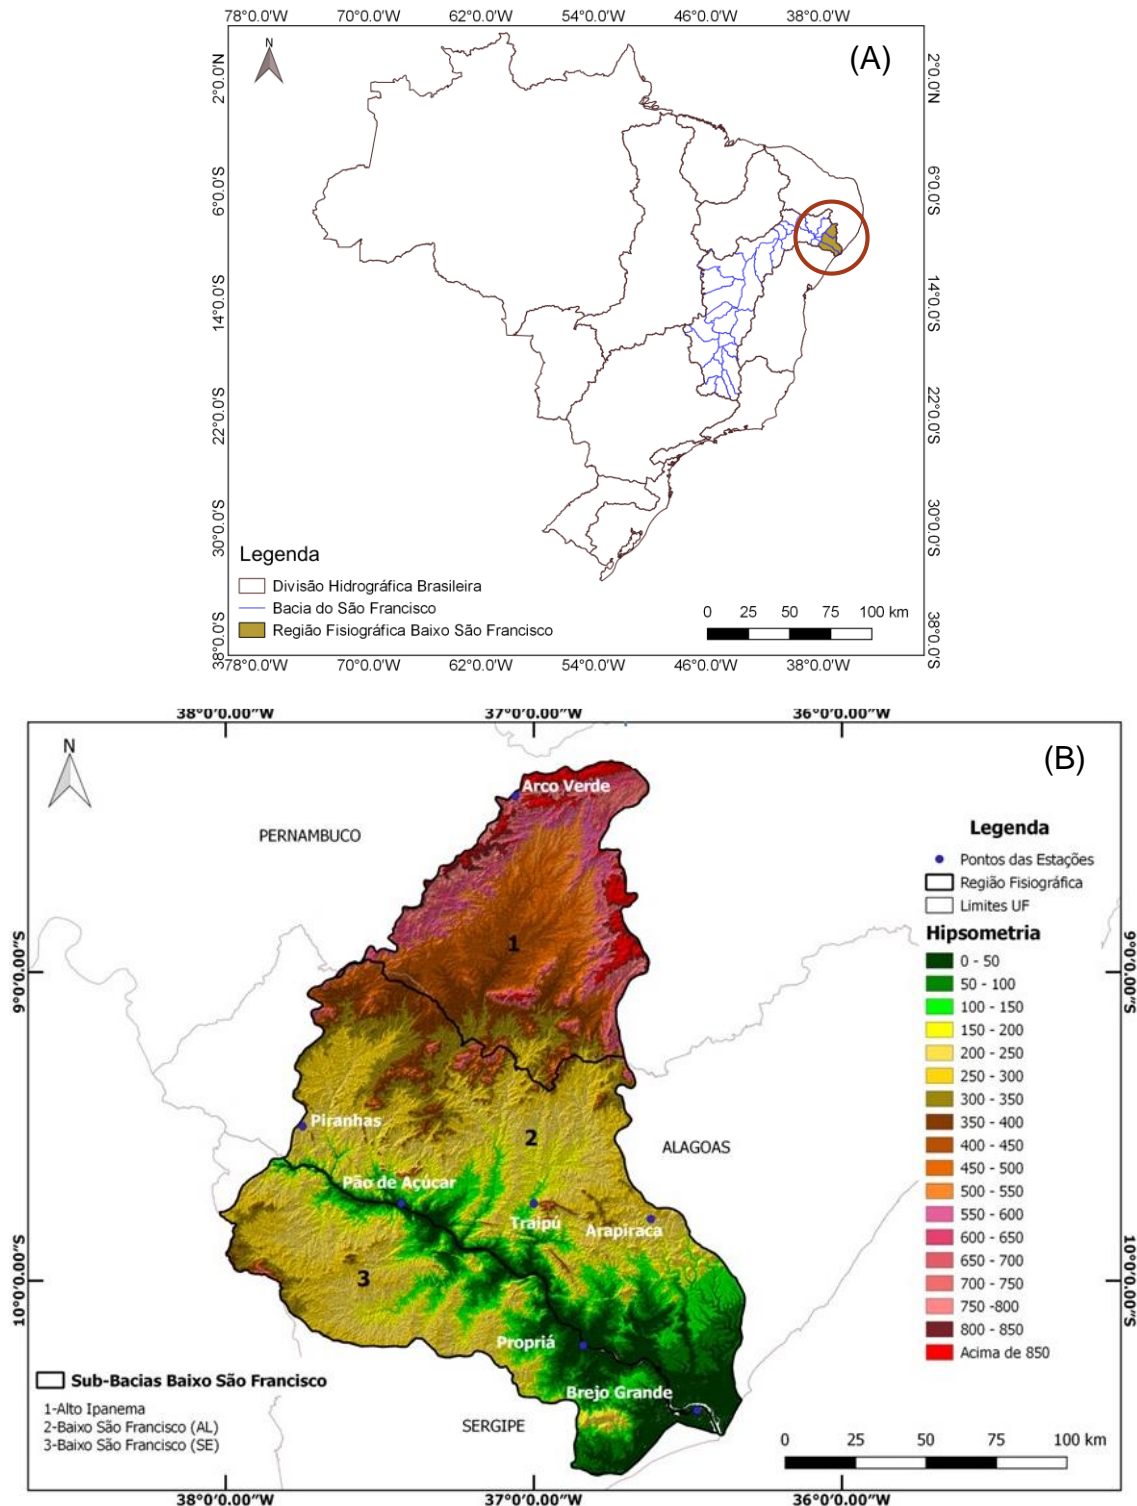 78°0.0'W 70°0.0'W 62°0.0'W 54°0.0'W 46°0.0'W 38°0.0'W
N
(A)
2°0.0'N
2°0.0'N
6°0.0'S
6°0.0'S
14°0.0'S
14°0.0'S
22°0.0'S
22°0.0'S
30°0.0'S
30°0.0'S
38°0.0'S
38°0.0'S
Legenda
Divisão Hidrográfica Brasileira
Bacia do São Francisco
Região Fisiográfica Baixo São Francisco
0 25 50 75 100 km
78°0.0'W 70°0.0'W 62°0.0'W 54°0.0'W 46°0.0'W 38°0.0'W
38°0'0.00"W 37°0'0.00"W 36°0'0.00"W
N
(B)
Arco Verde
PERNAMBUCO
Legenda
Pontos das Estações
Região Fisiográfica
Limites UF
Hipsometria
0 - 50
50 - 100
100 - 150
150 - 200
200 - 250
250 - 300
300 - 350
350 - 400
400 - 450
450 - 500
500 - 550
550 - 600
600 - 650
650 - 700
700 - 750
750 -800
800 - 850
Acima de 850
9°0'0.00"S
9°0'0.00"S
1
Piranhas
2
ALAGOAS
Pão de Açúcar
Traipú
Arapiraca
10°0'0.00"S
10°0'0.00"S
3
Propriá
Brejo Grande
SERGIPE
Sub-Bacias Baixo São Francisco
1-Alto Ipanema
2-Baixo São Francisco (AL)
3-Baixo São Francisco (SE)
0 25 50 75 100 km
38°0'0.00"W 37°0'0.00"W 36°0'0.00"W